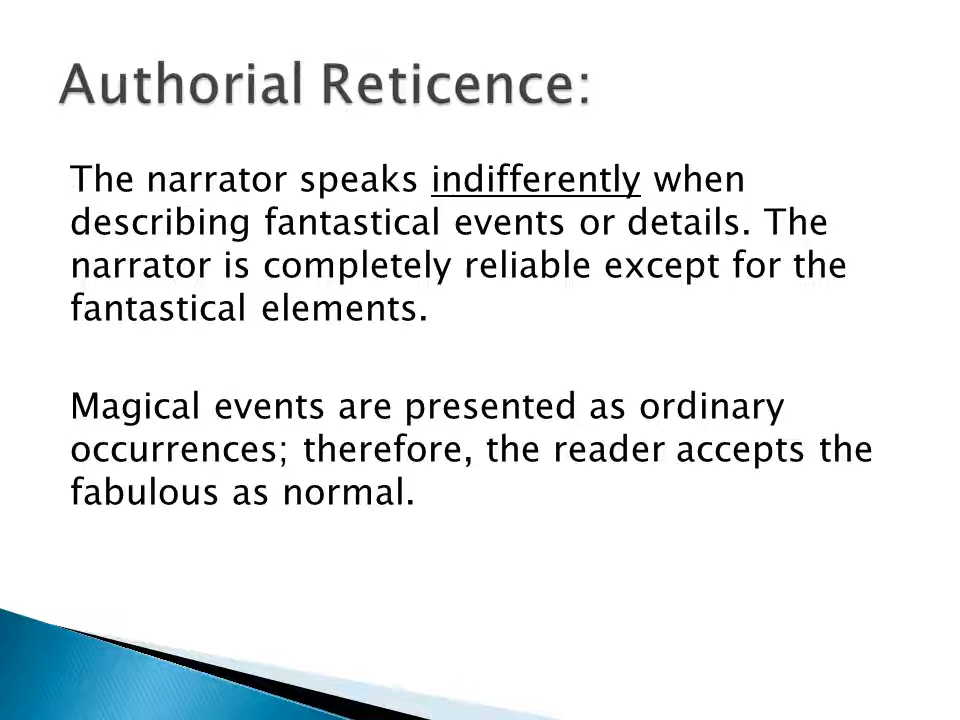 Authorial Reticence:
The narrator speaks indifferently when
describing fantastical events or details. The
narrator is completely reliable except for the
fantastical elements.
Magical events are presented as ordinary
occurrences; therefore, the reader accepts the
fabulous as normal.